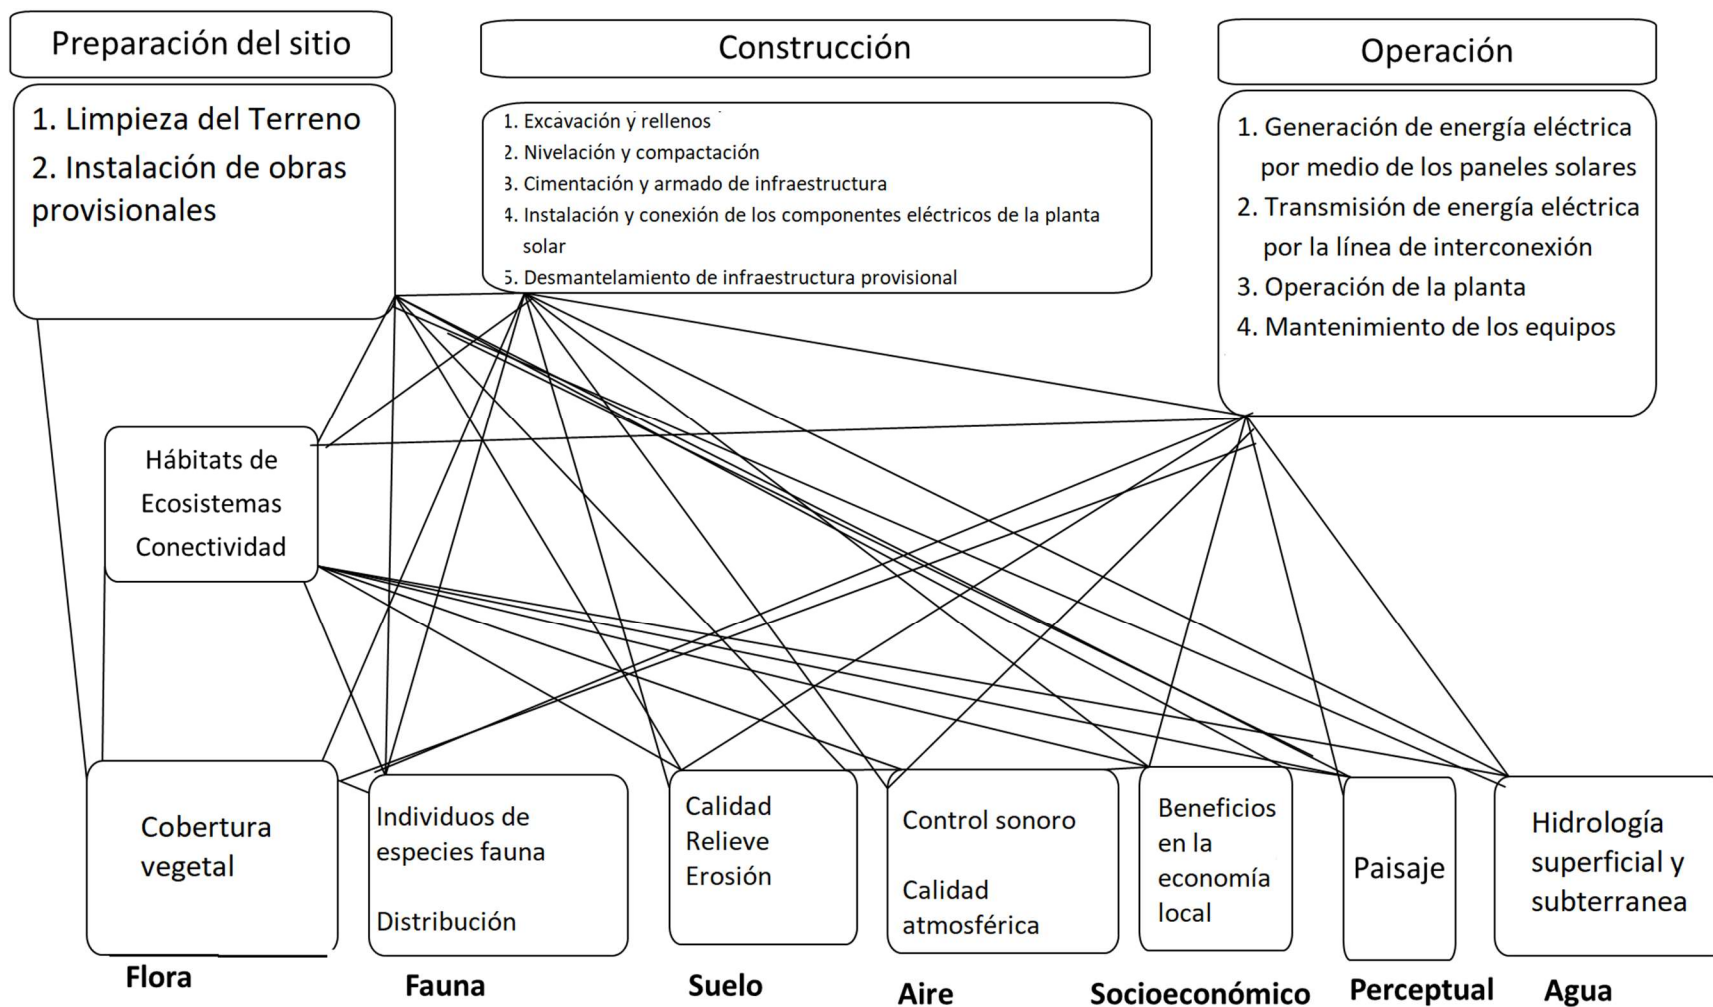 Preparación del sitio
Construcción
Operación
1. Limpieza del Terreno
2. Instalación de obras
provisionales
1. Excavación y rellenos
2. Nivelación y compactación
3. Cimentación y armado de infraestructura
4. Instalación y conexión de los componentes eléctricos de la planta
solar
5. Desmantelamiento de infraestructura provisional
1. Generación de energía eléctrica
por medio de los paneles solares
2. Transmisión de energía eléctrica
por la línea de interconexión
3. Operación de la planta
4. Mantenimiento de los equipos
Hábitats de
Ecosistemas
Conectividad
Cobertura
vegetal
Individuos de
especies fauna
Distribución
Calidad
Relieve
Erosión
Control sonoro
Calidad
atmosférica
Beneficios
en la
economía
local
Paisaje
Hidrología
superficial y
subterranea
Flora
Fauna
Suelo
Aire
Socioeconómico
Perceptual
Agua